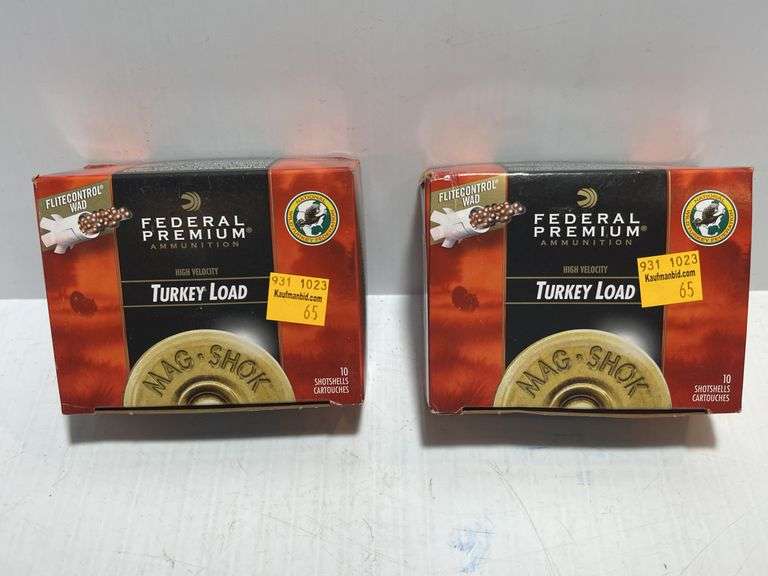 FLITECONTROL®
WAD
FEDERAL
PREMIUM®
AMMUNITION
HIGH VELOCITY
TURKEY LOAD
931 1023
Kaufmanbid.com
65
MAG·SHOK
10
SHOTSHELLS
CARTOUCHES
FLITECONTROL®
WAD
FEDERAL
PREMIUM®
AMMUNITION
HIGH VELOCITY
TURKEY LOAD
931 1023
Kaufmanbid.com
65
MAG·SHOK
10
SHOTSHELLS
CARTOUCHES